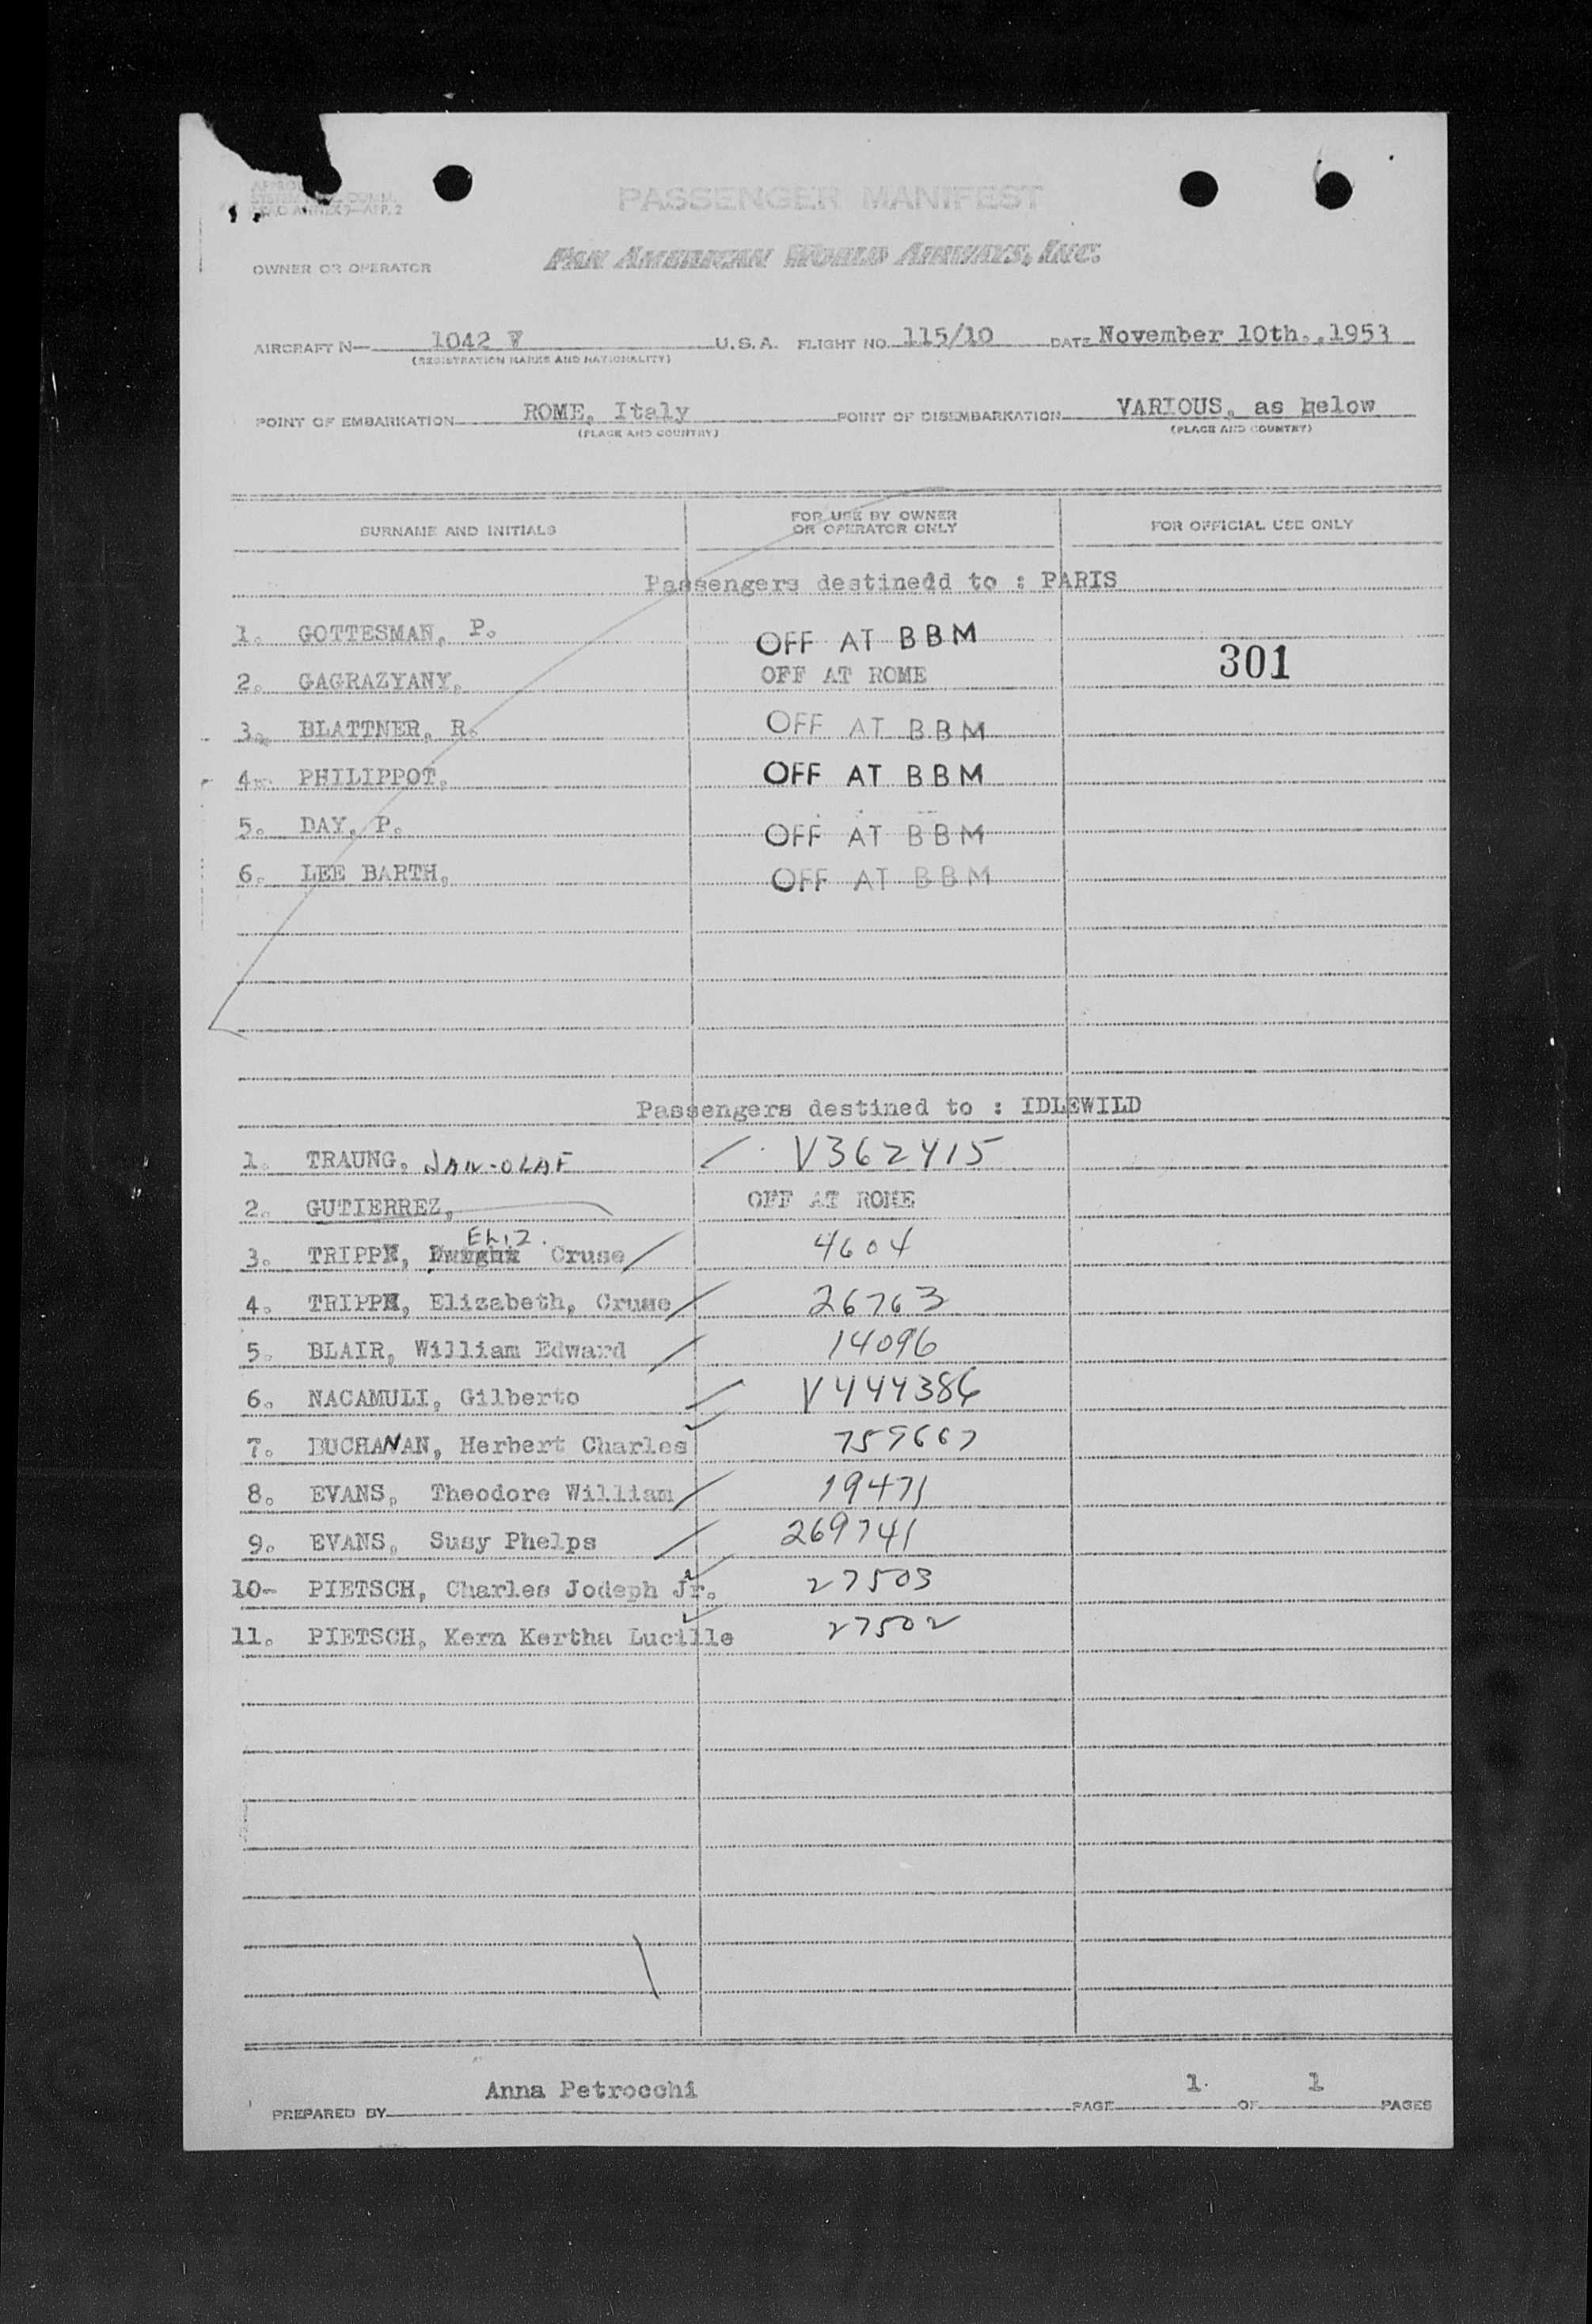 PASSENGER MANIFEST
OWNER OR OPERATOR
PAN AMERICAN WORLD AIRWAYS, INC.
AIRCRAFT N— 1042 V U.S.A. FLIGHT NO. 115/10 DATE November 10th.,1953
(REGISTRATION MARKS AND NATIONALITY)
POINT OF EMBARKATION ROME, Italy POINT OF DISEMBARKATION VARIOUS, as below
(PLACE AND COUNTRY) (PLACE AND COUNTRY)
SURNAME AND INITIALS FOR USE BY OWNER OR OPERATOR ONLY FOR OFFICIAL USE ONLY
Passengers destinedd to : PARIS
1. GOTTESMAN, P. OFF AT BBM
301
2. GAGRAZYANY, OFF AT ROME
3. BLATTNER, R. OFF AT BBM
4. PHILIPPOT, OFF AT BBM
5. DAY, P. OFF AT BBM
6. LEE BARTH, OFF AT BBM
Passengers destined to : IDLEWILD
1. TRAUNG, JAN-OLAF V362415
2. GUTIERREZ, OFF AT ROME
3. TRIPP, Eliz. Cruse 4604
4. TRIPP, Elizabeth, Cruse 26763
5. BLAIR, William Edward 14096
6. NACAMULI, Gilberto V444386
7. BUCHANAN, Herbert Charles
8. EVANS, Theodore William 19471
9. EVANS, Susy Phelps 269741
10- PIETSCH, Charles Jodeph Jr. 27503
11. PIETSCH, Kern Kertha Lucille 27502
PREPARED BY Anna Petrocchi PAGE 1 OF 1 PAGES